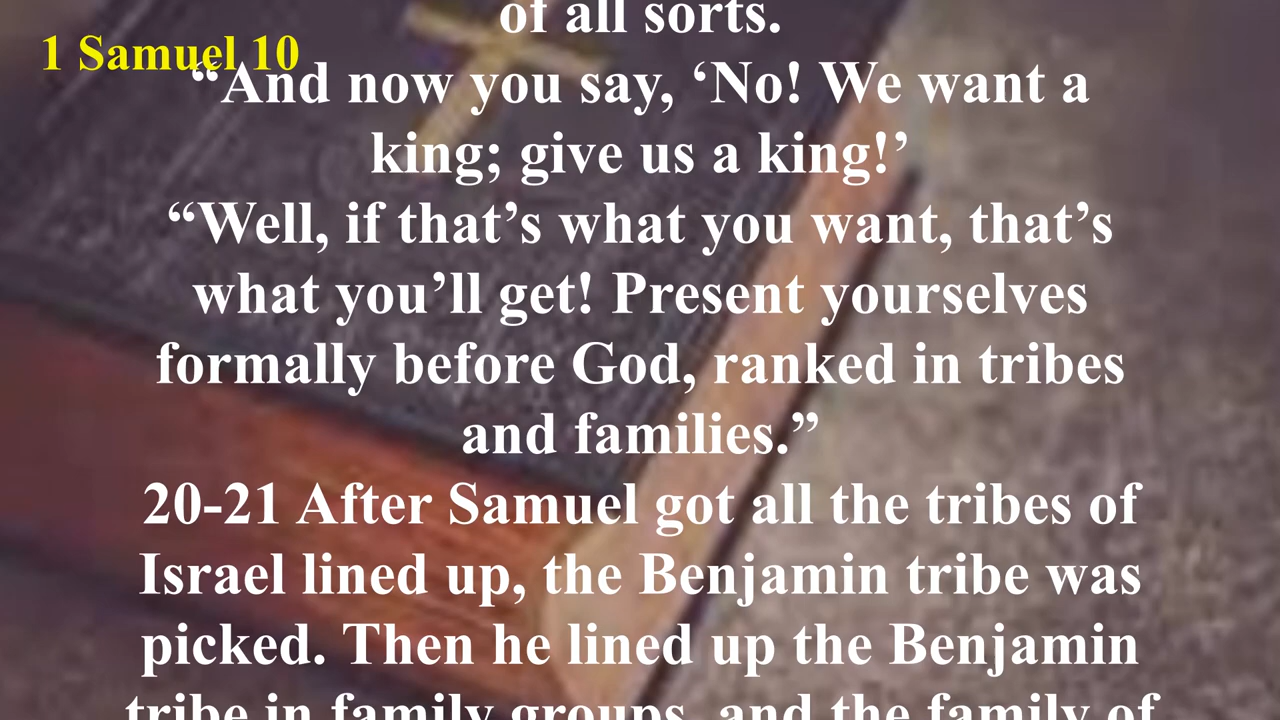 of all sorts.
1 Samuel 10
“And now you say, ‘No! We want a
king; give us a king!’
“Well, if that’s what you want, that’s
what you’ll get! Present yourselves
formally before God, ranked in tribes
and families.”
20-21 After Samuel got all the tribes of
Israel lined up, the Benjamin tribe was
picked. Then he lined up the Benjamin
tribe in family groups, and the family of